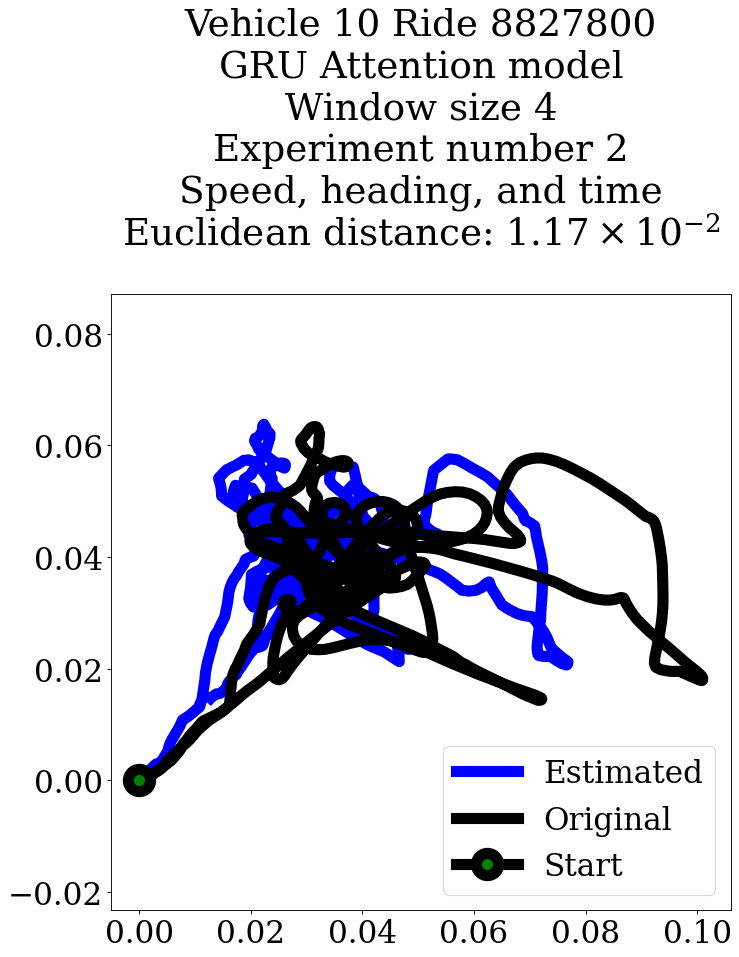 Vehicle 10 Ride 8827800
GRU Attention model
Window size 4
Experiment number 2
Speed, heading, and time
Euclidean distance: 1.17 × 10⁻²
0.08
0.06
0.04
0.02
0.00
−0.02
0.00 0.02 0.04 0.06 0.08 0.10
Estimated
Original
Start